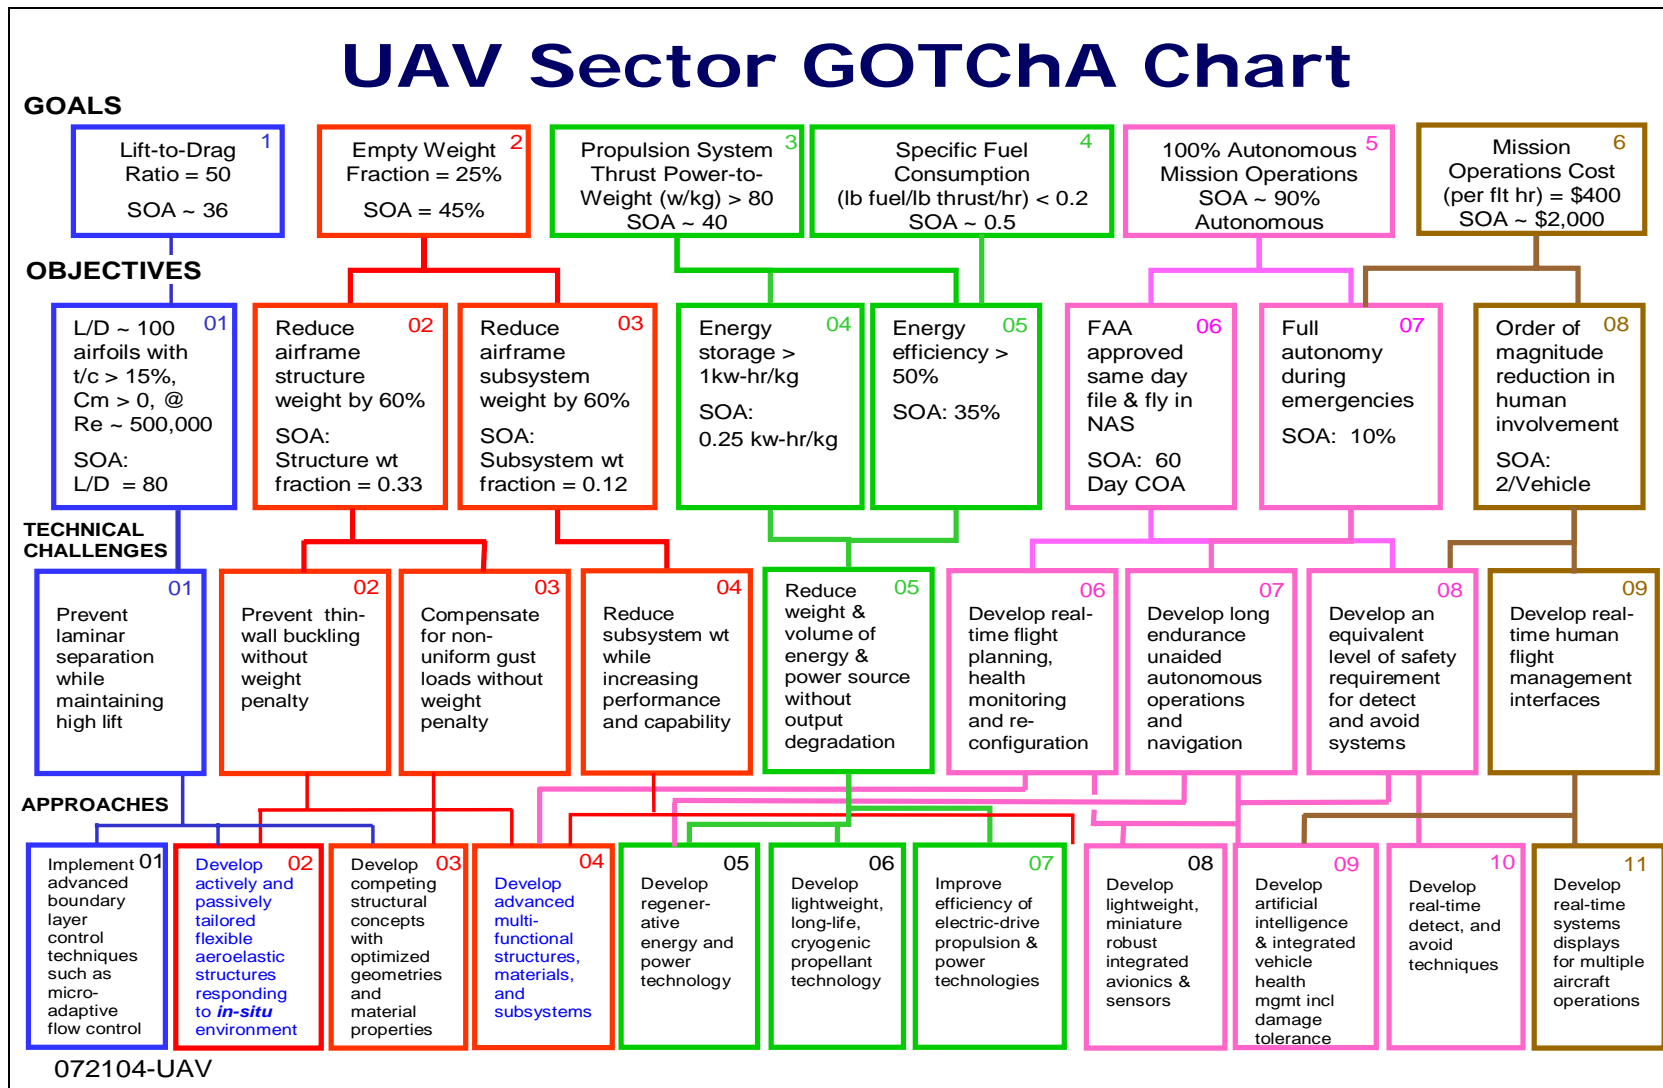 UAV Sector GOTChA Chart
GOALS
1
Lift-to-Drag
Ratio = 50
SOA ~ 36
2
Empty Weight
Fraction = 25%
SOA = 45%
3
Propulsion System
Thrust Power-to-
Weight (w/kg) > 80
SOA ~ 40
4
Specific Fuel
Consumption
(lb fuel/lb thrust/hr) < 0.2
SOA ~ 0.5
5
100% Autonomous
Mission Operations
SOA ~ 90%
Autonomous
6
Mission
Operations Cost
(per flt hr) = $400
SOA ~ $2,000
OBJECTIVES
01
L/D ~ 100
airfoils with
t/c > 15%,
Cm > 0, @
Re ~ 500,000
SOA:
L/D = 80
02
Reduce
airframe
structure
weight by 60%
SOA:
Structure wt
fraction = 0.33
03
Reduce
airframe
subsystem
weight by 60%
SOA:
Subsystem wt
fraction = 0.12
04
Energy
storage >
1kw-hr/kg
SOA:
0.25 kw-hr/kg
05
Energy
efficiency >
50%
SOA: 35%
06
FAA
approved
same day
file & fly in
NAS
SOA: 60
Day COA
07
Full
autonomy
during
emergencies
SOA: 10%
08
Order of
magnitude
reduction in
human
involvement
SOA:
2/Vehicle
TECHNICAL
CHALLENGES
01
Prevent
laminar
separation
while
maintaining
high lift
02
Prevent thin-
wall buckling
without
weight
penalty
03
Compensate
for non-
uniform gust
loads without
weight
penalty
04
Reduce
subsystem wt
while
increasing
performance
and capability
05
Reduce
weight &
volume of
energy &
power source
without
output
degradation
06
Develop real-
time flight
planning,
health
monitoring
and re-
configuration
07
Develop long
endurance
unaided
autonomous
operations
and
navigation
08
Develop an
equivalent
level of safety
requirement
for detect
and avoid
systems
09
Develop real-
time human
flight
management
interfaces
APPROACHES
01
Implement
advanced
boundary
layer
control
techniques
such as
micro-
adaptive
flow control
02
Develop
actively and
passively
tailored
flexible
aeroelastic
structures
responding
to in-situ
environment
03
Develop
competing
structural
concepts
with
optimized
geometries
and
material
properties
04
Develop
advanced
multi-
functional
structures,
materials,
and
subsystems
05
Develop
regener-
ative
energy and
power
technology
06
Develop
lightweight,
long-life,
cryogenic
propellant
technology
07
Improve
efficiency of
electric-drive
propulsion &
power
technologies
08
Develop
lightweight,
miniature
robust
integrated
avionics &
sensors
09
Develop
artificial
intelligence
& integrated
vehicle
health
mgmt incl
damage
tolerance
10
Develop
real-time
detect, and
avoid
techniques
11
Develop
real-time
systems
displays
for multiple
aircraft
operations
072104-UAV